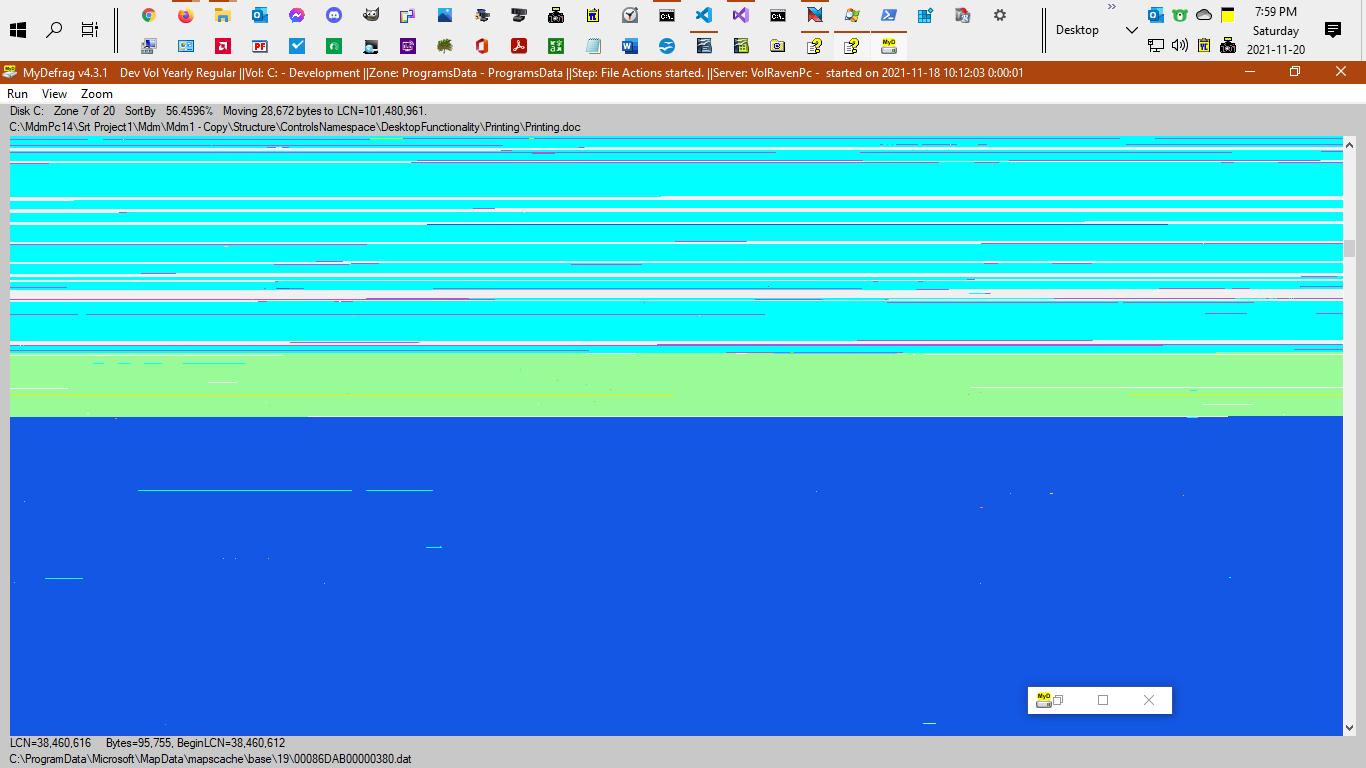 7:59 PM
Desktop
Saturday
2021-11-20
MyDefrag v4.3.1 Dev Vol Yearly Regular ||Vol: C: - Development ||Zone: ProgramsData - ProgramsData ||Step: File Actions started. ||Server: VolRavenPc - started on 2021-11-18 10:12:03 0:00:01
Run View Zoom
Disk C: Zone 7 of 20 SortBy 56.4596% Moving 28,672 bytes to LCN=101,480,961.
C:\MdmPc14\Srt Project1\Mdm\Mdm1 - Copy\Structure\ControlsNamespace\DesktopFunctionality\Printing\Printing.doc
MyD
LCN=38,460,616 Bytes=95,755, BeginLCN=38,460,612
C:\ProgramData\Microsoft\MapData\mapscache\base\19\00086DAB00000380.dat